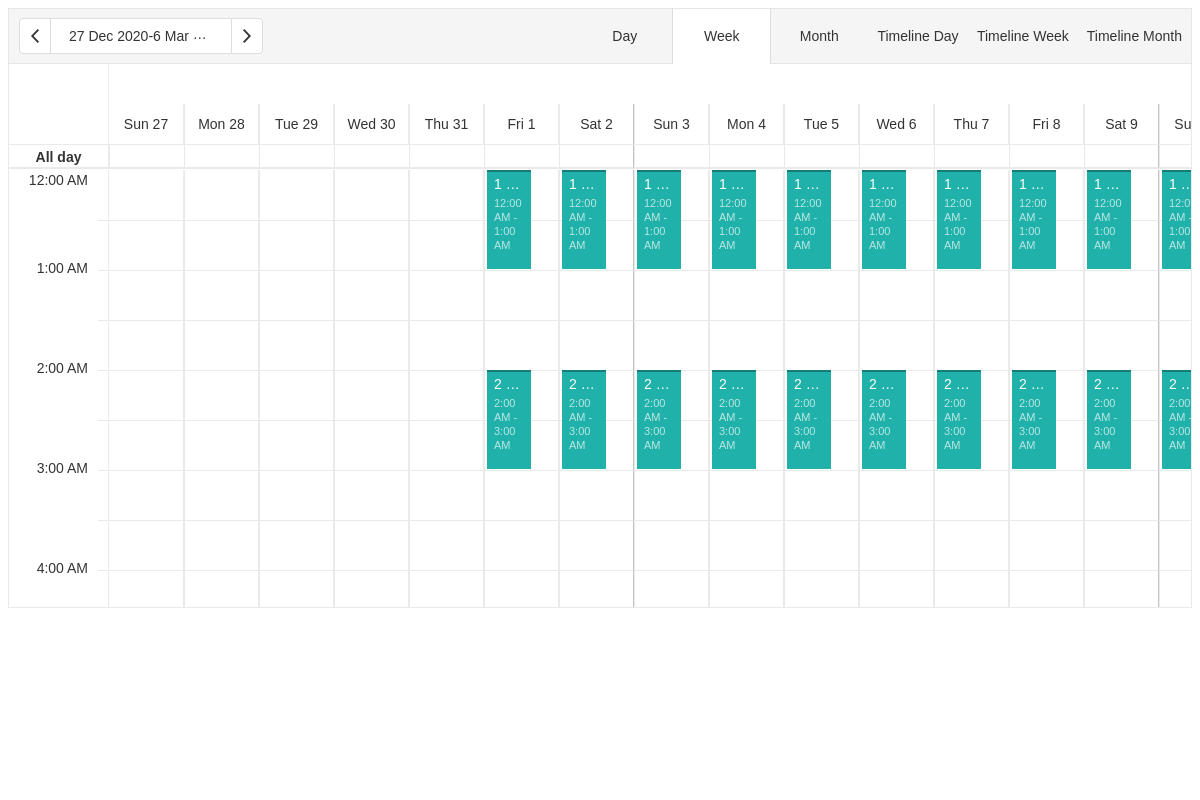 27 Dec 2020-6 Mar ...
Day
Week
Month
Timeline Day
Timeline Week
Timeline Month
Sun 27
Mon 28
Tue 29
Wed 30
Thu 31
Fri 1
Sat 2
Sun 3
Mon 4
Tue 5
Wed 6
Thu 7
Fri 8
Sat 9
Su
All day
12:00 AM
1:00 AM
2:00 AM
3:00 AM
4:00 AM
1 ...
12:00
AM -
1:00
AM
1 ...
12:00
AM -
1:00
AM
1 ...
12:00
AM -
1:00
AM
1 ...
12:00
AM -
1:00
AM
1 ...
12:00
AM -
1:00
AM
1 ...
12:00
AM -
1:00
AM
1 ...
12:00
AM -
1:00
AM
1 ...
12:00
AM -
1:00
AM
1 ...
12:00
AM -
1:00
AM
1 ..
12:0
AM -
1:00
AM
2 ...
2:00
AM -
3:00
AM
2 ...
2:00
AM -
3:00
AM
2 ...
2:00
AM -
3:00
AM
2 ...
2:00
AM -
3:00
AM
2 ...
2:00
AM -
3:00
AM
2 ...
2:00
AM -
3:00
AM
2 ...
2:00
AM -
3:00
AM
2 ...
2:00
AM -
3:00
AM
2 ...
2:00
AM -
3:00
AM
2 ..
2:00
AM -
3:00
AM